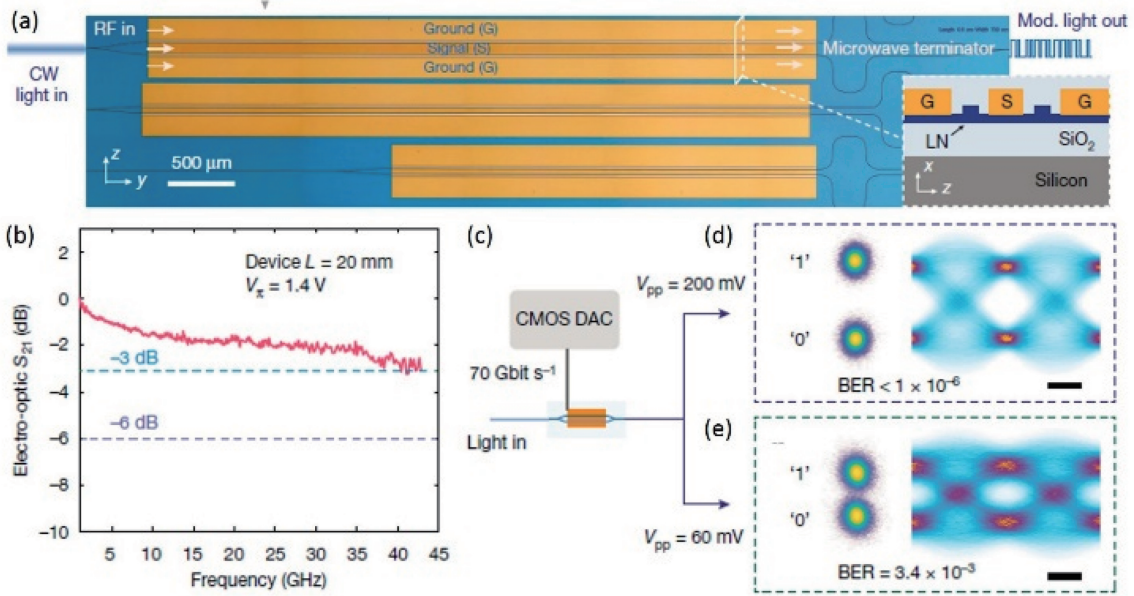 (a)
RF in
Ground (G)
Signal (S)
Ground (G)
Mod. light out
Microwave terminator
CW
light in
z
y
500 μm
G
S
G
LN
SiO₂
x
z
Silicon
(b)
2
0
−2
−4
−6
−8
−10
Electro-optic S₂₁ (dB)
Device L = 20 mm
Vπ = 1.4 V
−3 dB
−6 dB
5
10
15
20
25
30
35
40
45
Frequency (GHz)
(c)
CMOS DAC
70 Gbit s⁻¹
Light in
Vpp = 200 mV
Vpp = 60 mV
(d)
‘1’
‘0’
BER < 1 × 10⁻⁶
(e)
‘1’
‘0’
BER = 3.4 × 10⁻³